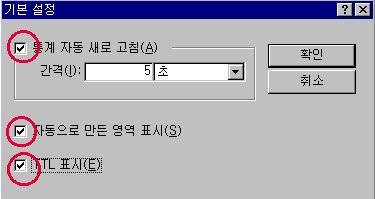 기본 설정
통계 자동 새로 고침(A)
간격(I): 5 초
확인
취소
자동으로 만든 영역 표시(S)
TTL 표시(E)